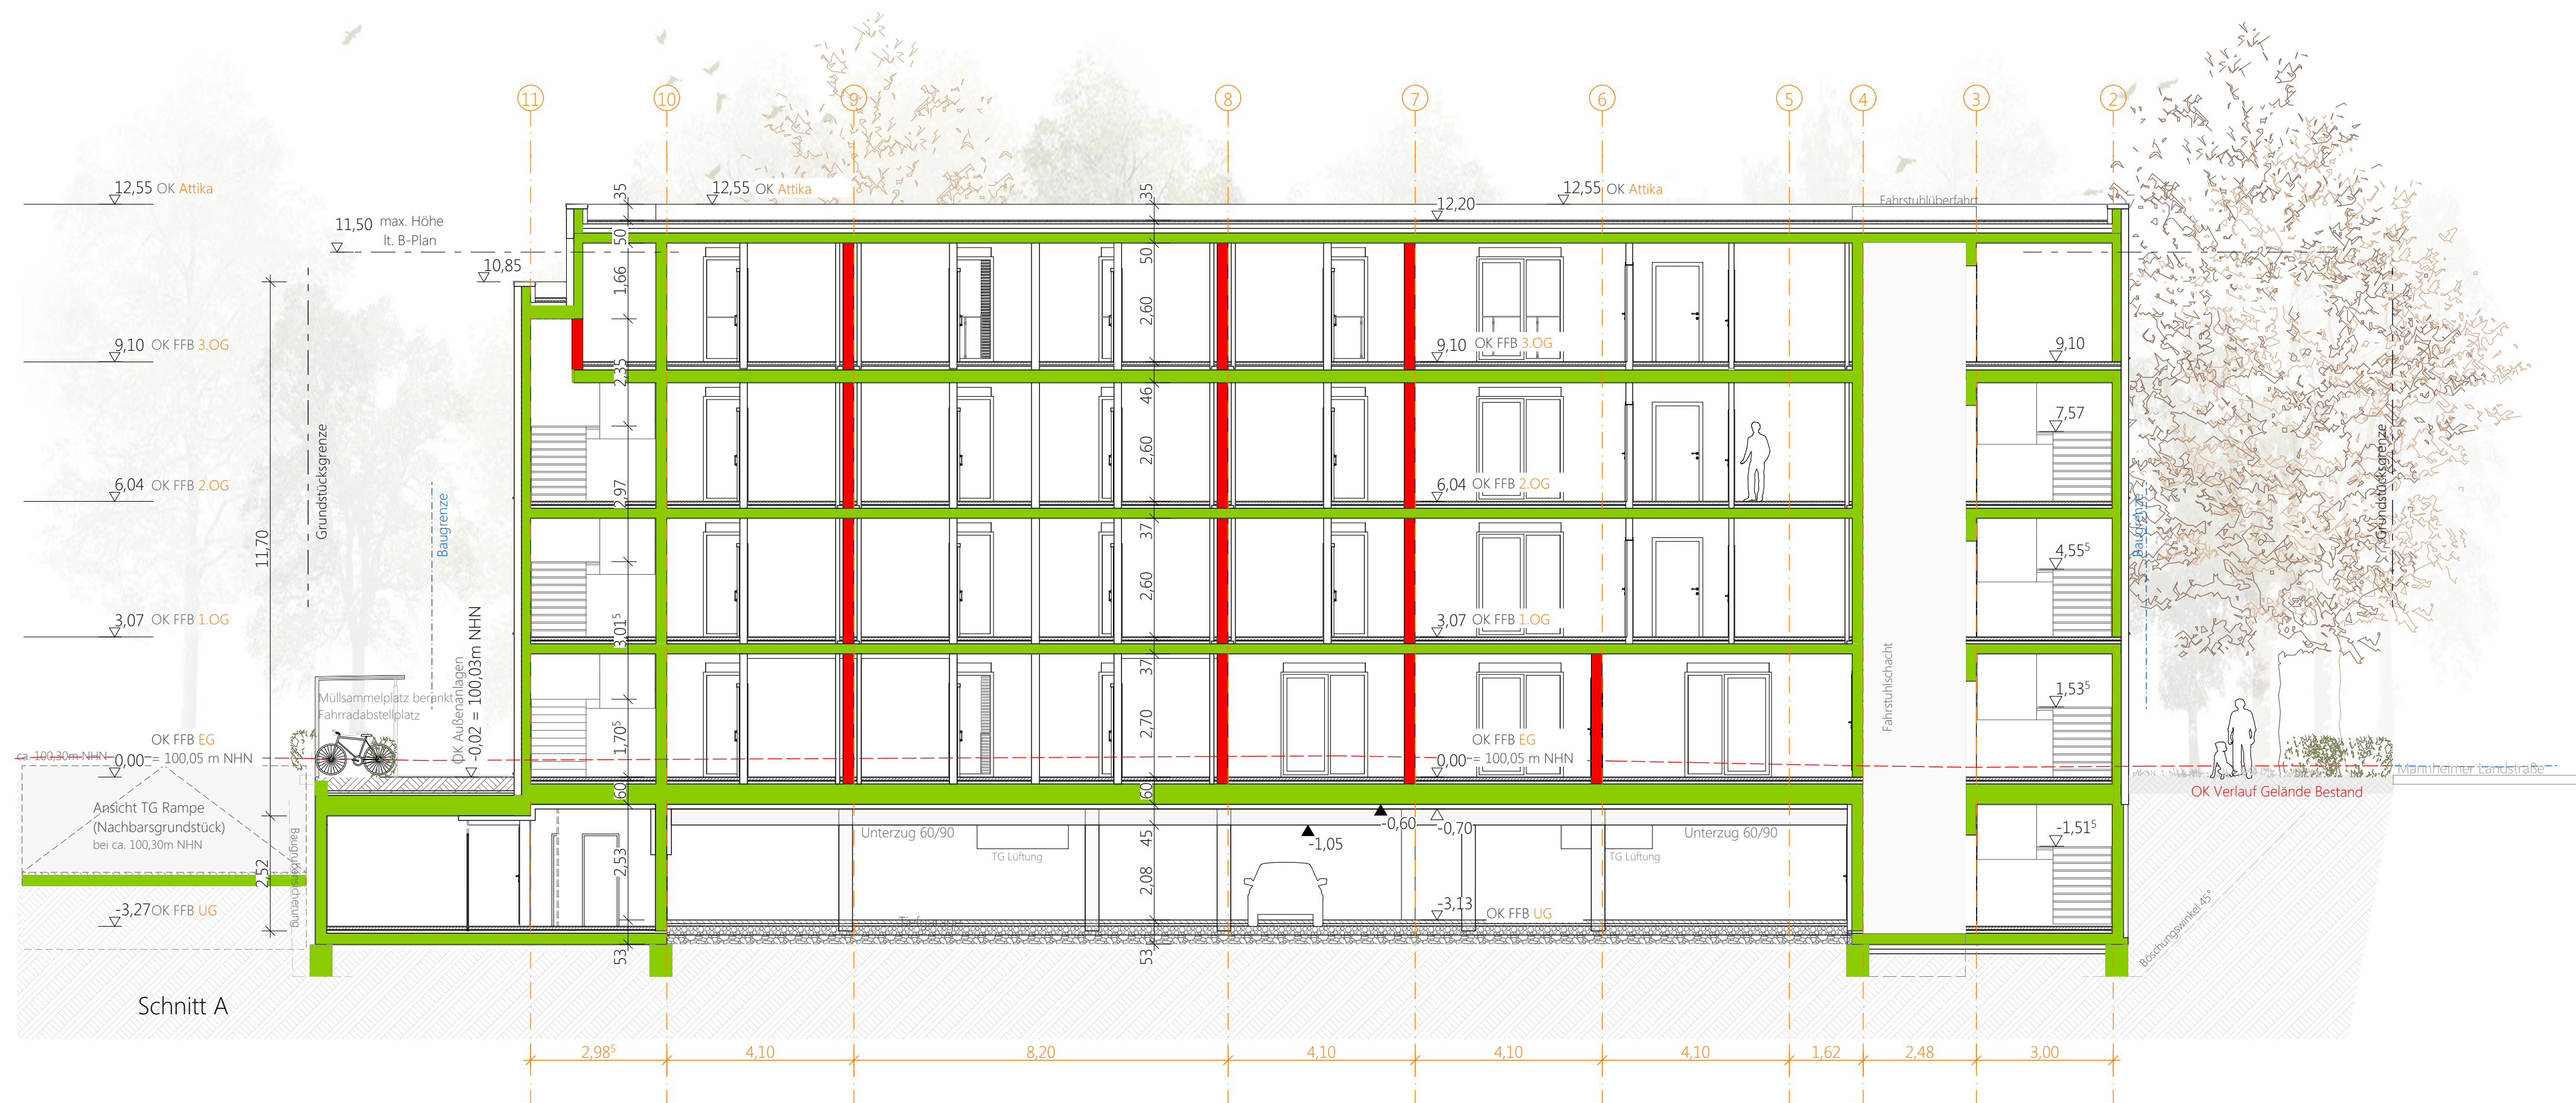 11
10
9
8
7
6
5
4
3
2
12,55 OK Attika
12,55 OK Attika
12,55 OK Attika
35
35
12,20
Fahrstuhlüberfahrt
11,50 max. Höhe
lt. B-Plan
10,85
50
50
1,66
2,60
9,10 OK FFB 3.OG
9,10 OK FFB 3.OG
9,10
2,35
46
7,57
Grundstücksgrenze
Grundstücksgrenze
2,60
6,04 OK FFB 2.OG
6,04 OK FFB 2.OG
2,97
Baugrenze
Baugrenze
11,70
37
4,55⁵
2,60
3,07 OK FFB 1.OG
3,07 OK FFB 1.OG
3,01⁵
OK Außenanlagen
-0,02 = 100,03m NHN
37
Fahrstuhlschacht
Müllsammelplatz berankt
Fahrradabstellplatz
1,53⁵
2,70
1,70⁵
OK FFB EG
ca. 100,30m NHN
0,00 = 100,05 m NHN
OK FFB EG
0,00 = 100,05 m NHN
Mannheimer Landstraße
OK Verlauf Gelände Bestand
60
60
Ansicht TG Rampe
(Nachbarsgrundstück)
bei ca. 100,30m NHN
Baugrubensicherung
Unterzug 60/90
Unterzug 60/90
-0,60
-0,70
-1,05
45
-1,51⁵
TG Lüftung
TG Lüftung
2,52
2,53
2,08
-3,27 OK FFB UG
Tiefgarage
-3,13
OK FFB UG
53
53
Böschungswinkel 45°
Schnitt A
2,98⁵
4,10
8,20
4,10
4,10
4,10
1,62
2,48
3,00